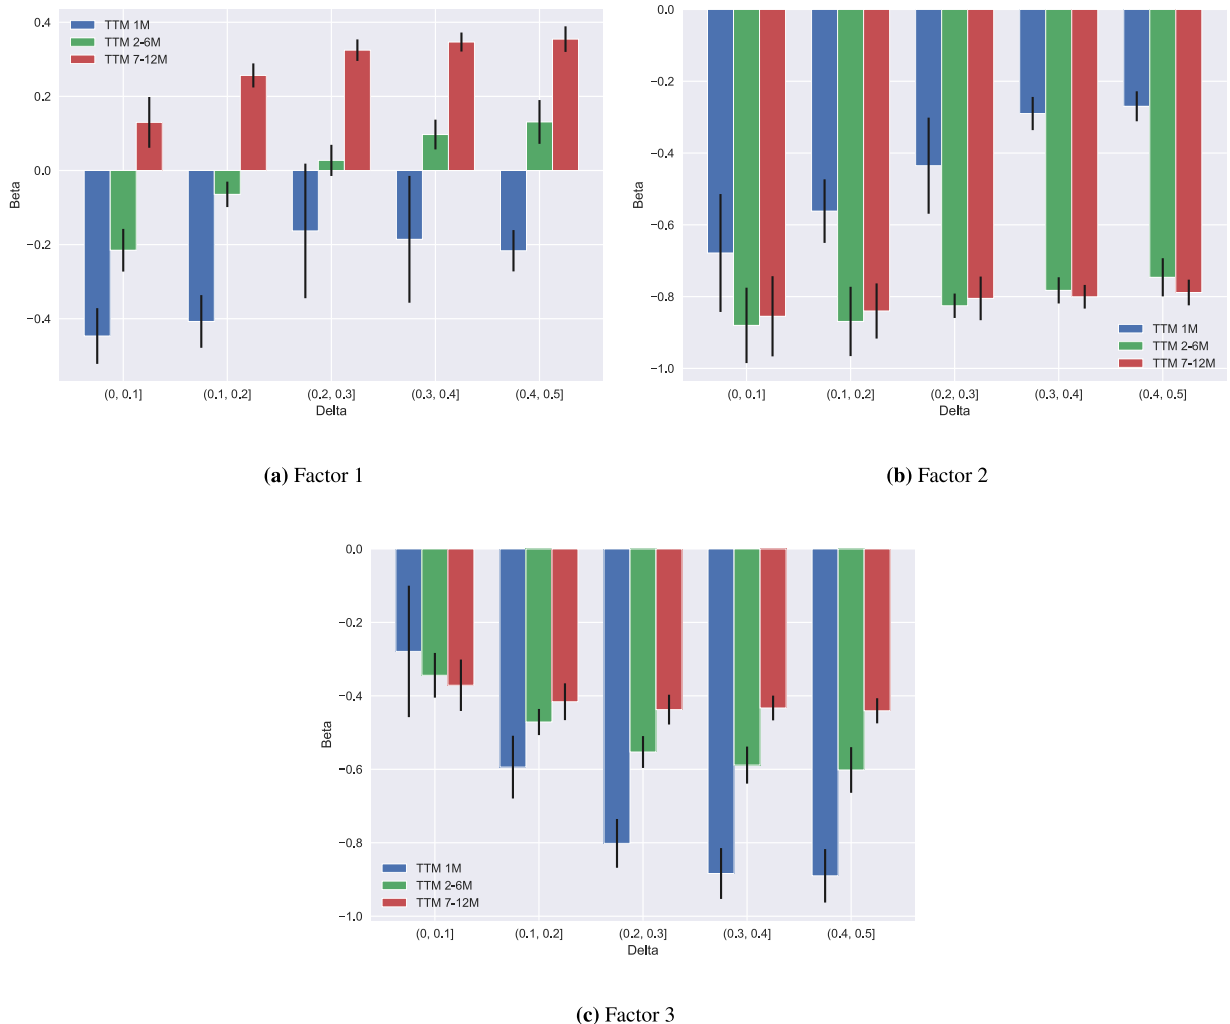 TTM 1M
TTM 2-6M
TTM 7-12M
0.4
0.2
0.0
−0.2
−0.4
Beta
(0, 0.1]
(0.1, 0.2]
(0.2, 0.3]
(0.3, 0.4]
(0.4, 0.5]
Delta
(a) Factor 1
0.0
−0.2
−0.4
−0.6
−0.8
−1.0
Beta
TTM 1M
TTM 2-6M
TTM 7-12M
(0, 0.1]
(0.1, 0.2]
(0.2, 0.3]
(0.3, 0.4]
(0.4, 0.5]
Delta
(b) Factor 2
0.0
−0.2
−0.4
−0.6
−0.8
−1.0
Beta
TTM 1M
TTM 2-6M
TTM 7-12M
(0, 0.1]
(0.1, 0.2]
(0.2, 0.3]
(0.3, 0.4]
(0.4, 0.5]
Delta
(c) Factor 3